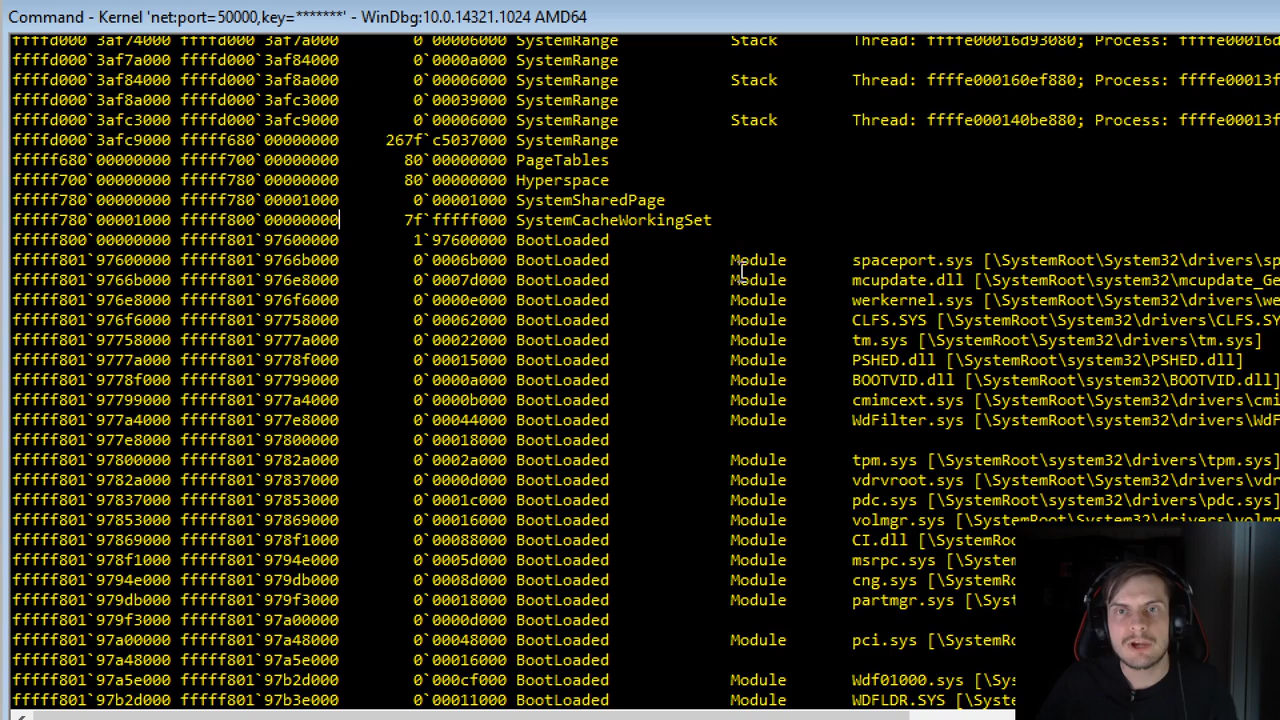 Command - Kernel 'net:port=50000,key=*******' - WinDbg:10.0.14321.1024 AMD64
ffffd000`3af74000 ffffd000`3af7a000 0`00006000 SystemRange Stack Thread: ffffe00016d93080; Process: ffffe00016d
ffffd000`3af7a000 ffffd000`3af84000 0`0000a000 SystemRange
ffffd000`3af84000 ffffd000`3af8a000 0`00006000 SystemRange Stack Thread: ffffe000160ef880; Process: ffffe00013f
ffffd000`3af8a000 ffffd000`3afc3000 0`00039000 SystemRange
ffffd000`3afc3000 ffffd000`3afc9000 0`00006000 SystemRange Stack Thread: ffffe000140be880; Process: ffffe00013f
ffffd000`3afc9000 fffff680`00000000 267f`c5037000 SystemRange
fffff680`00000000 fffff700`00000000 80`00000000 PageTables
fffff700`00000000 fffff780`00000000 80`00000000 Hyperspace
fffff780`00000000 fffff780`00001000 0`00001000 SystemSharedPage
fffff780`00001000 fffff800`00000000 7f`fffff000 SystemCacheWorkingSet
fffff800`00000000 fffff801`97600000 1`97600000 BootLoaded
fffff801`97600000 fffff801`9766b000 0`0006b000 BootLoaded Module spaceport.sys [\SystemRoot\System32\drivers\sp
fffff801`9766b000 fffff801`976e8000 0`0007d000 BootLoaded Module mcupdate.dll [\SystemRoot\System32\mcupdate_Ge
fffff801`976e8000 fffff801`976f6000 0`0000e000 BootLoaded Module werkernel.sys [\SystemRoot\System32\drivers\we
fffff801`976f6000 fffff801`97758000 0`00062000 BootLoaded Module CLFS.SYS [\SystemRoot\System32\drivers\CLFS.SY
fffff801`97758000 fffff801`9777a000 0`00022000 BootLoaded Module tm.sys [\SystemRoot\System32\drivers\tm.sys]
fffff801`9777a000 fffff801`9778f000 0`00015000 BootLoaded Module PSHED.dll [\SystemRoot\system32\PSHED.dll]
fffff801`9778f000 fffff801`97799000 0`0000a000 BootLoaded Module BOOTVID.dll [\SystemRoot\system32\BOOTVID.dll]
fffff801`97799000 fffff801`977a4000 0`0000b000 BootLoaded Module cmimcext.sys [\SystemRoot\System32\drivers\cmi
fffff801`977a4000 fffff801`977e8000 0`00044000 BootLoaded Module WdFilter.sys [\SystemRoot\system32\drivers\WdF
fffff801`977e8000 fffff801`97800000 0`00018000 BootLoaded
fffff801`97800000 fffff801`9782a000 0`0002a000 BootLoaded Module tpm.sys [\SystemRoot\system32\drivers\tpm.sys]
fffff801`9782a000 fffff801`97837000 0`0000d000 BootLoaded Module vdrvroot.sys [\SystemRoot\System32\drivers\vdr
fffff801`97837000 fffff801`97853000 0`0001c000 BootLoaded Module pdc.sys [\SystemRoot\system32\drivers\pdc.sys]
fffff801`97853000 fffff801`97869000 0`00016000 BootLoaded Module volmgr.sys [\SystemRoot\System32\drivers\volmg
fffff801`97869000 fffff801`978f1000 0`00088000 BootLoaded Module CI.dll [\SystemRo
fffff801`978f1000 fffff801`9794e000 0`0005d000 BootLoaded Module msrpc.sys [\System
fffff801`9794e000 fffff801`979db000 0`0008d000 BootLoaded Module cng.sys [\SystemRo
fffff801`979db000 fffff801`979f3000 0`00018000 BootLoaded Module partmgr.sys [\Syst
fffff801`979f3000 fffff801`97a00000 0`0000d000 BootLoaded
fffff801`97a00000 fffff801`97a48000 0`00048000 BootLoaded Module pci.sys [\SystemRo
fffff801`97a48000 fffff801`97a5e000 0`00016000 BootLoaded
fffff801`97a5e000 fffff801`97b2d000 0`000cf000 BootLoaded Module Wdf01000.sys [\Sys
fffff801`97b2d000 fffff801`97b3e000 0`00011000 BootLoaded Module WDFLDR.SYS [\Syste